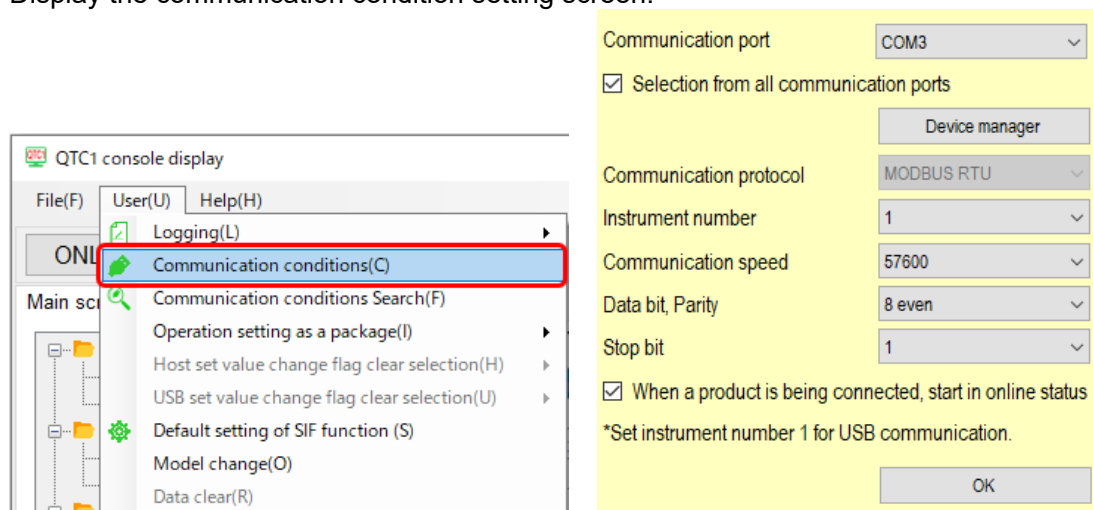 Display the communication condition setting screen.
QTC1 console display
File(F) User(U) Help(H)
Logging(L)
ONL
Communication conditions(C)
Main scr
Communication conditions Search(F)
Operation setting as a package(I)
Host set value change flag clear selection(H)
USB set value change flag clear selection(U)
Default setting of SIF function (S)
Model change(O)
Data clear(R)
Communication port COM3
Selection from all communication ports
Device manager
Communication protocol MODBUS RTU
Instrument number 1
Communication speed 57600
Data bit, Parity 8 even
Stop bit 1
When a product is being connected, start in online status
*Set instrument number 1 for USB communication.
OK